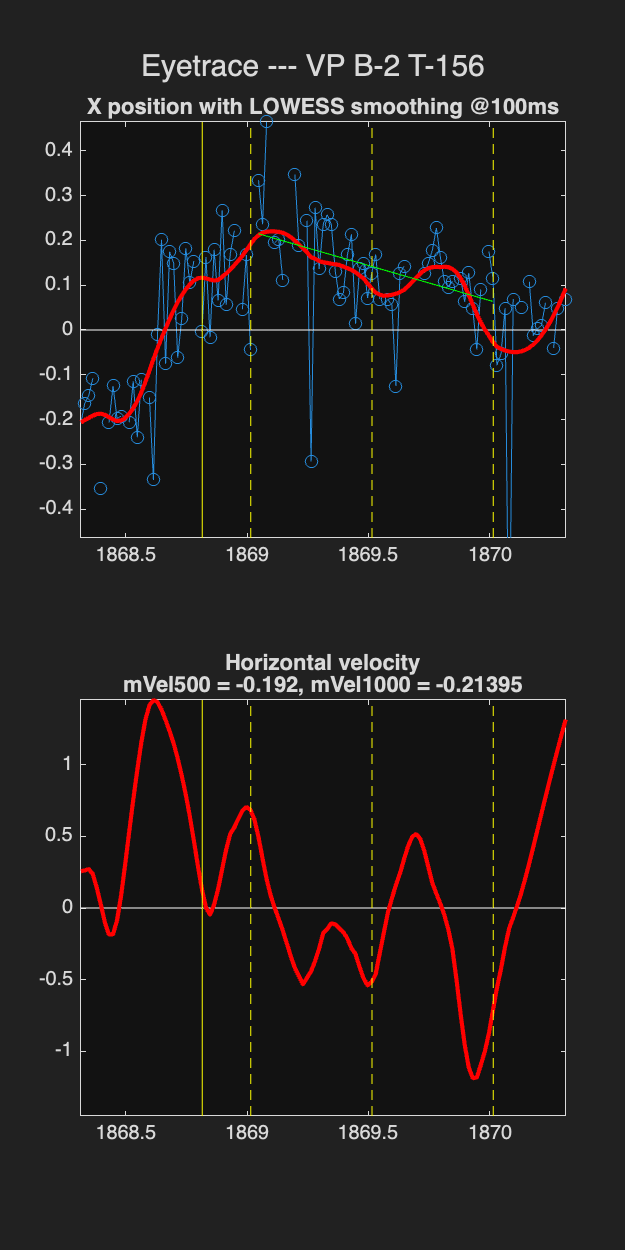 Eyetrace --- VP B-2 T-156
X position with LOWESS smoothing @100ms
0.4
0.3
0.2
0.1
0
-0.1
-0.2
-0.3
-0.4
1868.5 1869 1869.5 1870
Horizontal velocity
mVel500 = -0.192, mVel1000 = -0.21395
1
0.5
0
-0.5
-1
1868.5 1869 1869.5 1870